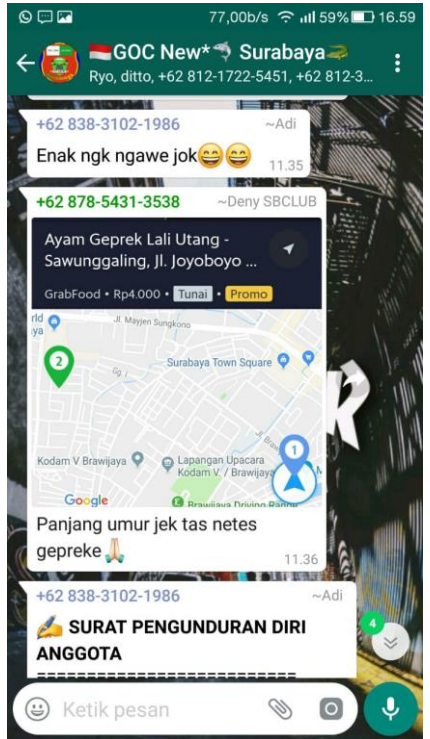 77,00b/s 59% 16.59
GOC New* Surabaya
Ryo, ditto, +62 812-1722-5451, +62 812-3...
+62 838-3102-1986 ~Adi
Enak ngk ngawe jok😄😄 11.35
+62 878-5431-3538 ~Deny SBCLUB
Ayam Geprek Lali Utang -
Sawunggaling, Jl. Joyoboyo ...
GrabFood • Rp4.000 • Tunai • Promo
Jl. Mayjen Sungkono
2
Gg. I
Surabaya Town Square
1
Kodam V Brawijaya
Lapangan Upacara
Kodam V / Brawijaya
Google
Brawijaya Driving Range
Panjang umur jek tas netes
gepreke🙏 11.36
+62 838-3102-1986 ~Adi
✍ SURAT PENGUNDURAN DIRI
ANGGOTA
==========================
4
Ketik pesan